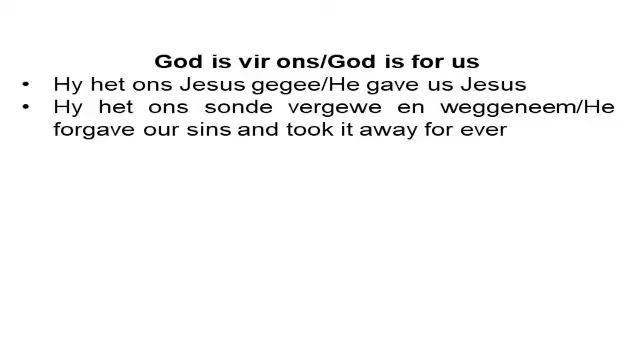 God is vir ons/God is for us
• Hy het ons Jesus gegee/He gave us Jesus
• Hy het ons sonde vergewe en weggeneem/He
forgave our sins and took it away for ever